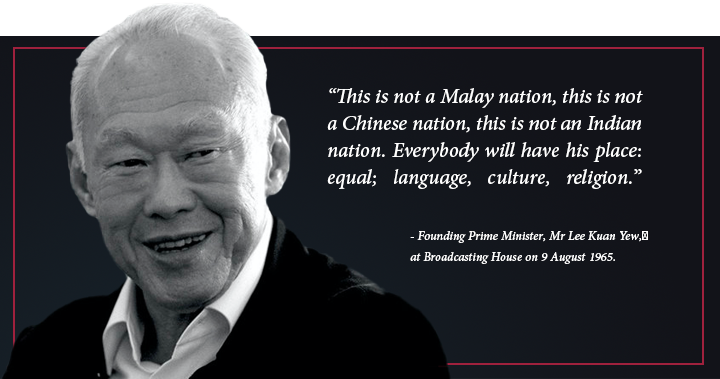 “This is not a Malay nation, this is not
a Chinese nation, this is not an Indian
nation. Everybody will have his place:
equal; language, culture, religion.”
- Founding Prime Minister, Mr Lee Kuan Yew,
at Broadcasting House on 9 August 1965.